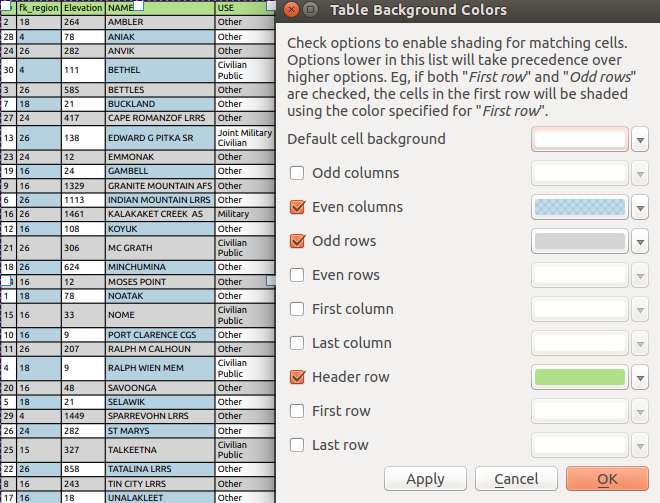 fk_region Elevation NAME USE
2 18 264 AMBLER Other
28 4 78 ANIAK Other
24 26 282 ANVIK Other
30 4 111 BETHEL Civilian Public
3 26 585 BETTLES Other
7 18 21 BUCKLAND Other
27 24 417 CAPE ROMANZOF LRRS Other
13 26 138 EDWARD G PITKA SR Joint Military Civilian
23 24 12 EMMONAK Other
19 16 24 GAMBELL Other
9 16 1329 GRANITE MOUNTAIN AFS Other
6 26 1113 INDIAN MOUNTAIN LRRS Other
16 26 1461 KALAKAKET CREEK AS Military
12 16 108 KOYUK Other
21 26 306 MC GRATH Civilian Public
18 26 624 MINCHUMINA Other
16 12 MOSES POINT Other
1 18 78 NOATAK Other
15 16 33 NOME Civilian Public
10 16 9 PORT CLARENCE CGS Other
11 26 207 RALPH M CALHOUN Other
4 18 9 RALPH WIEN MEM Civilian Public
20 16 48 SAVOONGA Other
5 18 21 SELAWIK Other
29 4 1449 SPARREVOHN LRRS Other
26 24 282 ST MARYS Other
25 15 327 TALKEETNA Civilian Public
22 26 858 TATALINA LRRS Other
8 16 243 TIN CITY LRRS Other
17 16 18 UNALAKLEET Other
Table Background Colors
Check options to enable shading for matching cells.
Options lower in this list will take precedence over
higher options. Eg, if both "First row" and "Odd rows"
are checked, the cells in the first row will be shaded
using the color specified for "First row".
Default cell background
Odd columns
Even columns
Odd rows
Even rows
First column
Last column
Header row
First row
Last row
Apply Cancel OK